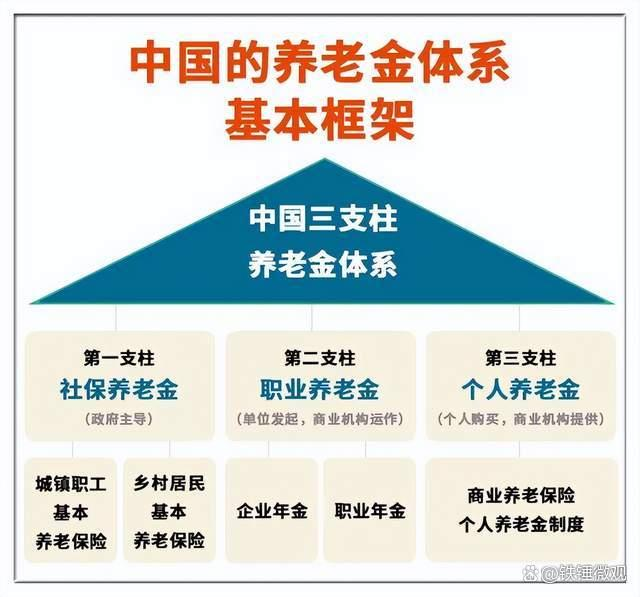 中国的养老金体系
基本框架
中国三支柱
养老金体系
第一支柱
社保养老金
(政府主导)
第二支柱
职业养老金
(单位发起，商业机构运作)
第三支柱
个人养老金
(个人购买，商业机构提供)
城镇职工
基本
养老保险
乡村居民
基本
养老保险
企业年金
职业年金
商业养老保险
个人养老金制度
@铁锤微观